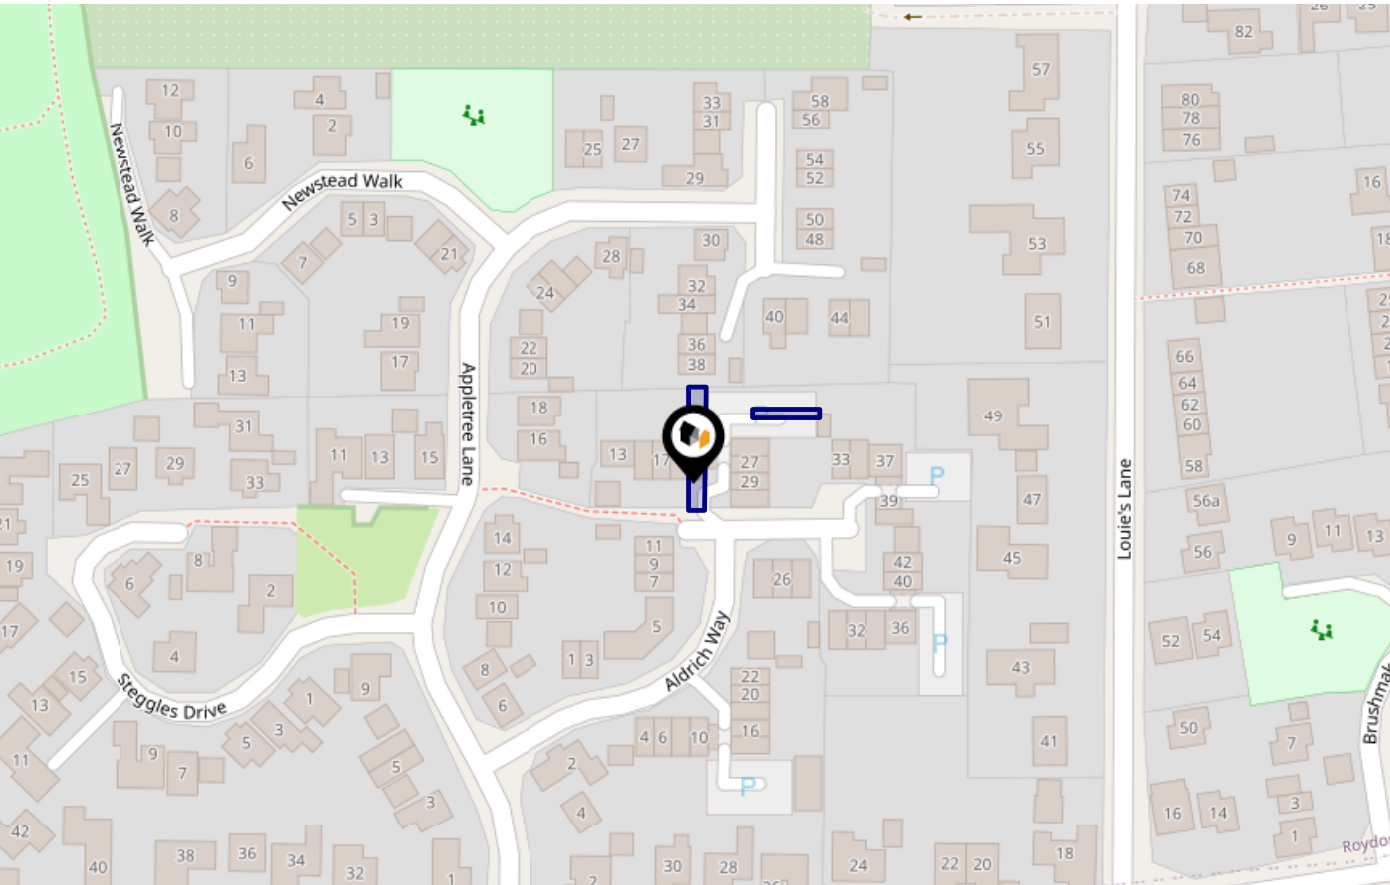 26 29
82
57
12 4 33 58
80
10 2 31 56 78
6 25 27 55 76
54
Newstead Walk Newstead Walk 29 52 16
74
8 5 3 50 72
48 70
7 21 28 30 53 68
9 24 32
34
11 19 40 44 51
22 36
13 17 20 38 66
64
Appletree Lane 18 49 62
31 16 60
11 13 15 13 17 27 33 37 P 58
25 27 29 33 29 39 47 56a
21 14 11 42 9 11 13
19 8 12 9 40 45 56
6 2 7 26 Louie's Lane
17 10 32 36 P 52 54
4 5 43
15 1 3 Aldrich Way
13 Steggles Drive 1 9 8 22
6 20
9 5 3 4 6 10 16 41 50 7 Brushmak
11 7 5 2 P
3 4 16 14 3
42 1
40 38 36 34 32 1 2 30 28 24 22 20 18 Roydo